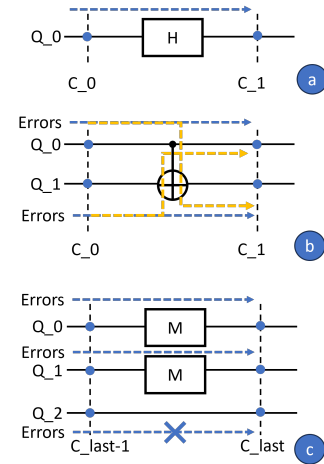 Q_0 H
C_0 C_1
a
Errors
Q_0
Q_1
Errors
C_0 C_1
b
Errors
Q_0 M
Errors
Q_1 M
Q_2
Errors
C_last-1 C_last
c